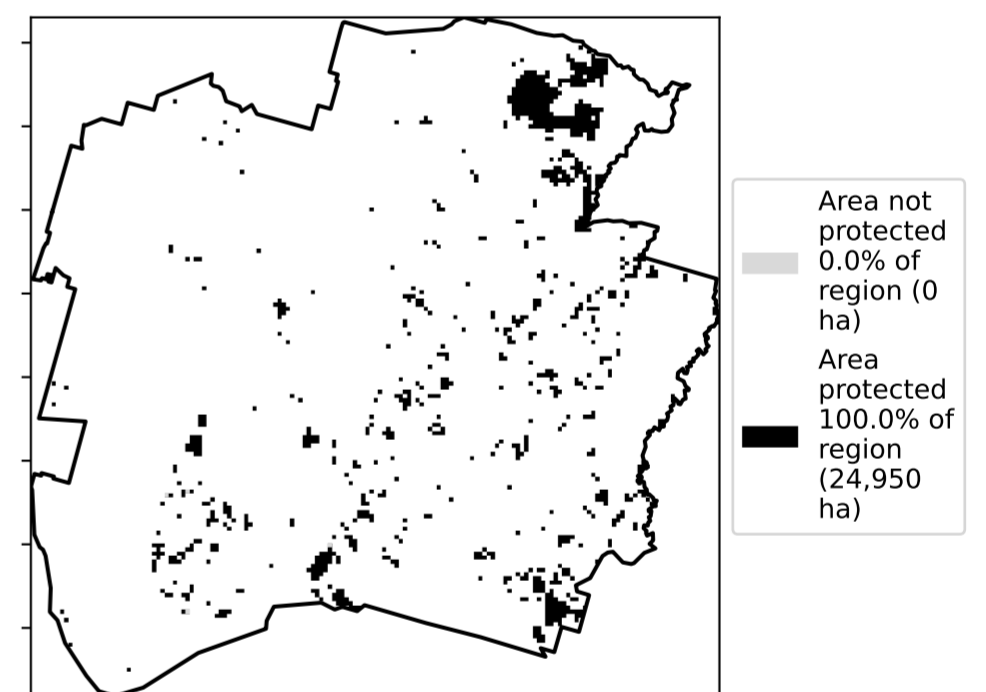 Area not
protected
0.0% of
region (0
ha)
Area
protected
100.0% of
region
(24,950
ha)